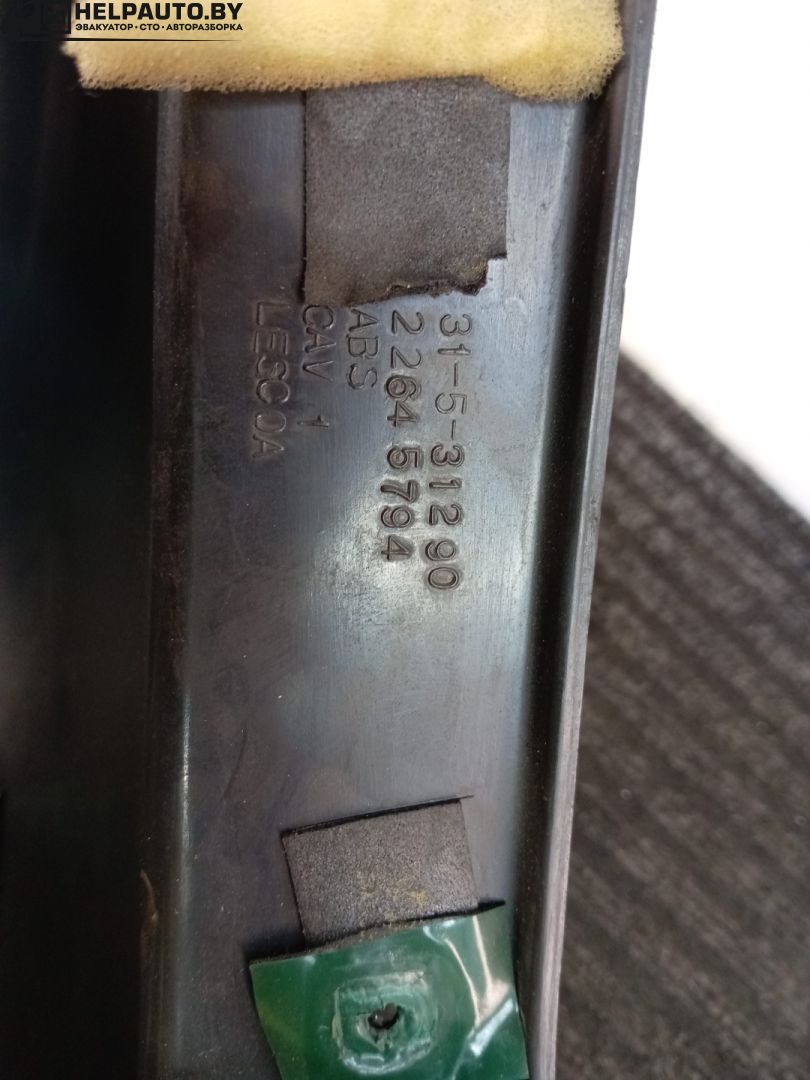 HELPAUTO.BY
ЭВАКУАТОР · СТО · АВТОРАЗБОРКА
31-5-31290
2264 5794
ABS
CAV 1
LESCOA